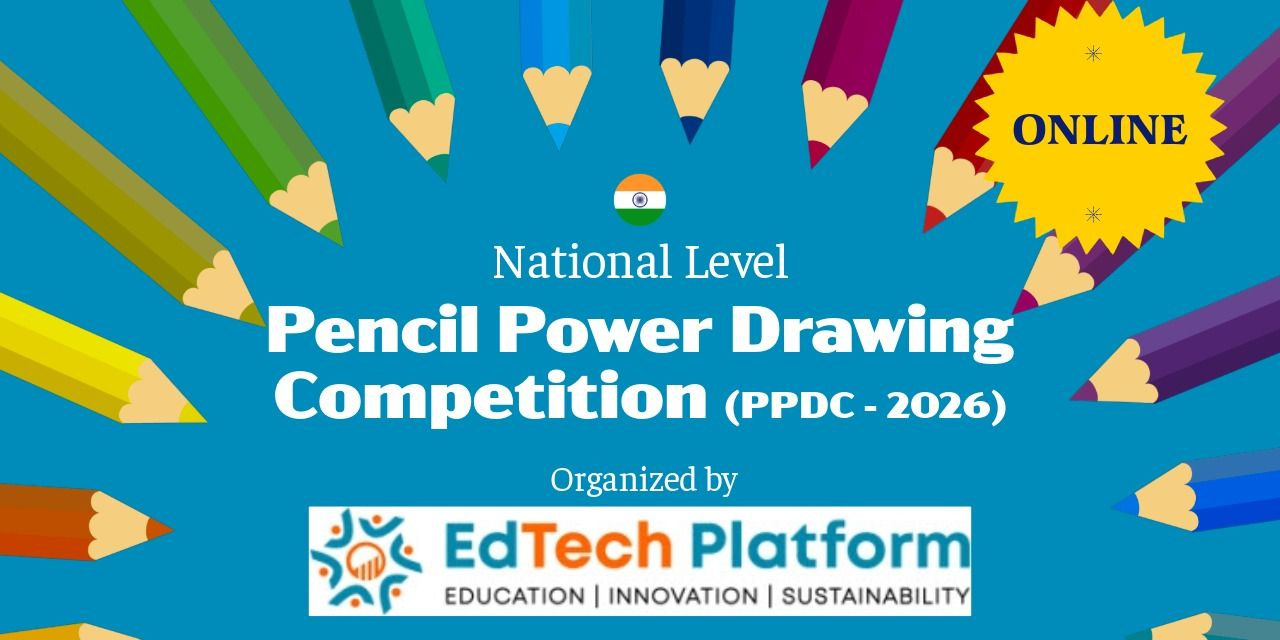 ONLINE
National Level
Pencil Power Drawing
Competition (PPDC - 2026)
Organized by
EdTech Platform
EDUCATION | INNOVATION | SUSTAINABILITY